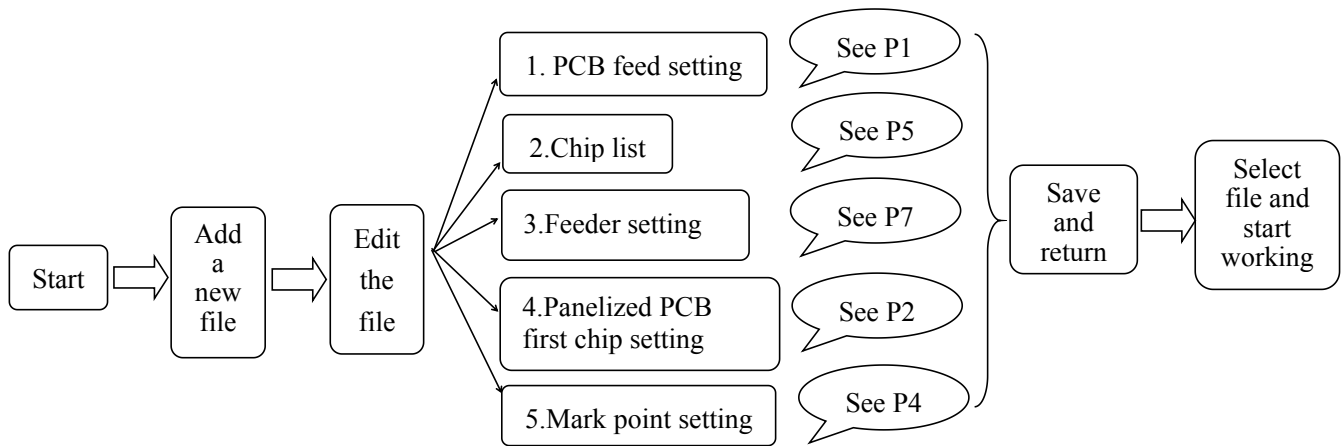 Start
Add
a
new
file
Edit
the
file
1. PCB feed setting
See P1
2.Chip list
See P5
3.Feeder setting
See P7
4.Panelized PCB
first chip setting
See P2
5.Mark point setting
See P4
Save
and
return
Select
file and
start
working